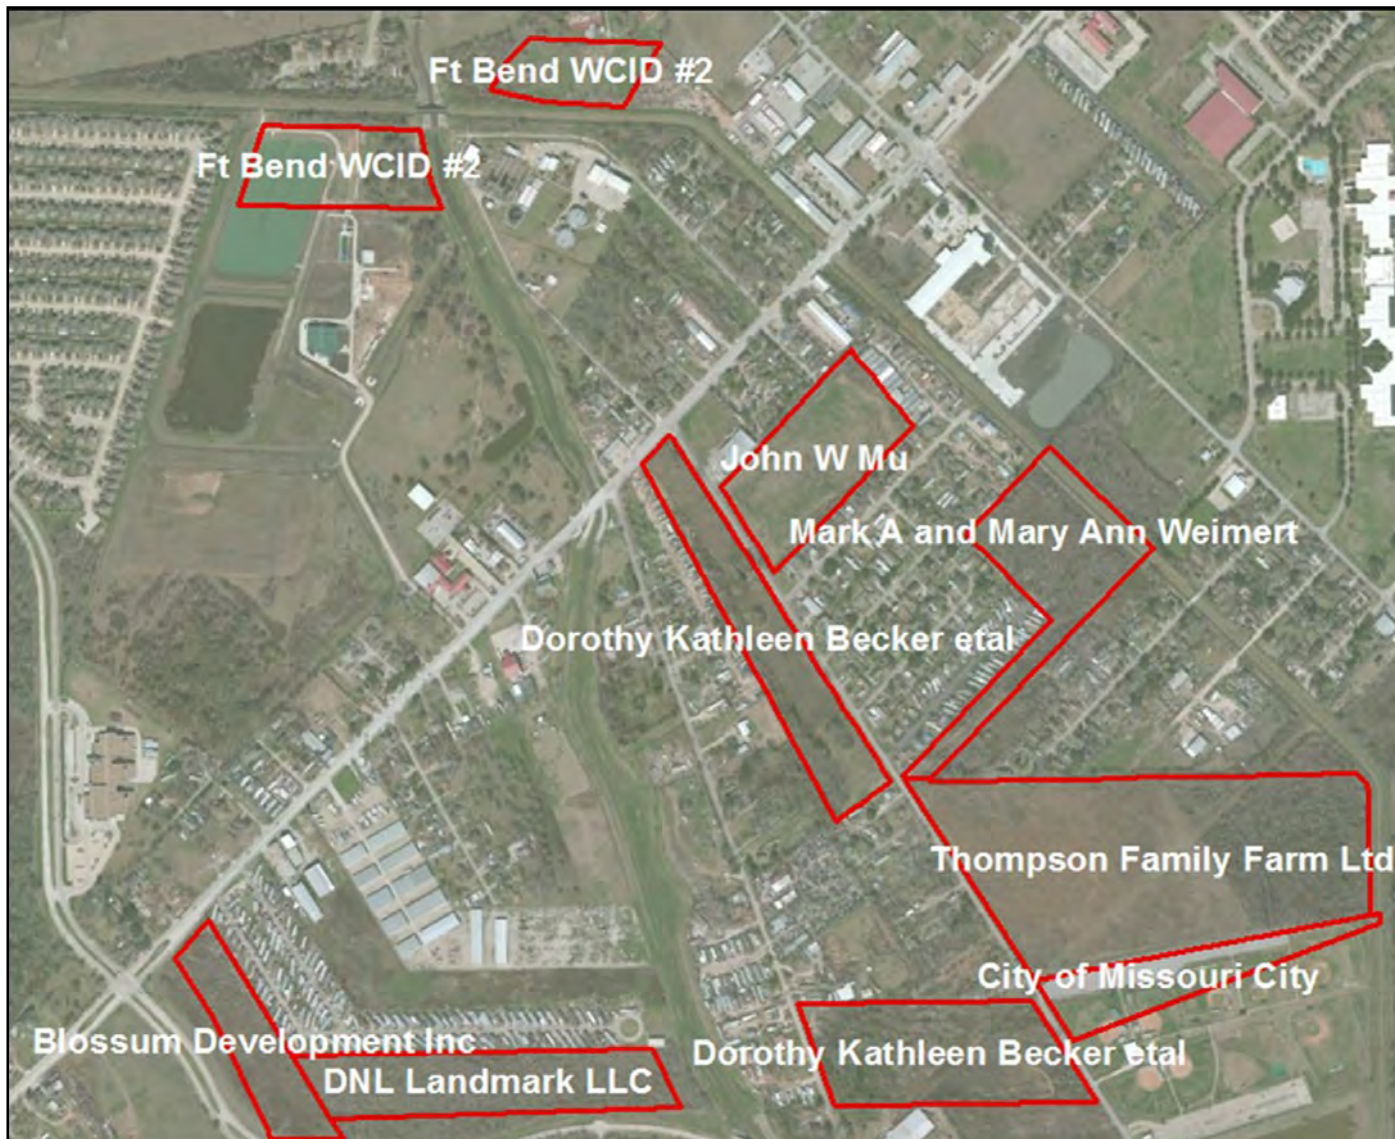 Ft Bend WCID #2
Ft Bend WCID #2
John W Mu
Mark A and Mary Ann Weimert
Dorothy Kathleen Becker etal
Thompson Family Farm Ltd
City of Missouri City
Blossum Development Inc
Dorothy Kathleen Becker etal
DNL Landmark LLC